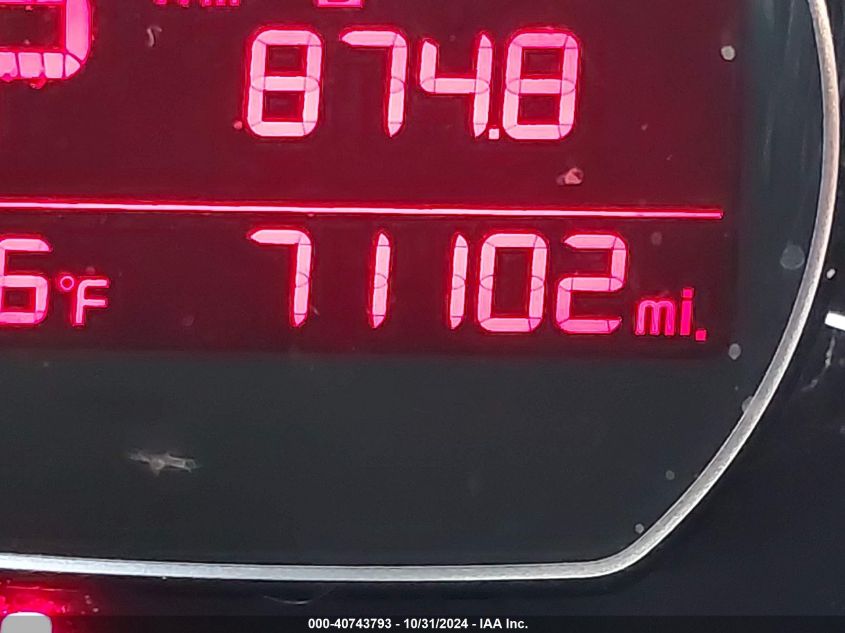 874.8
6°F 71102 mi.
000-40743793 - 10/31/2024 - IAA Inc.